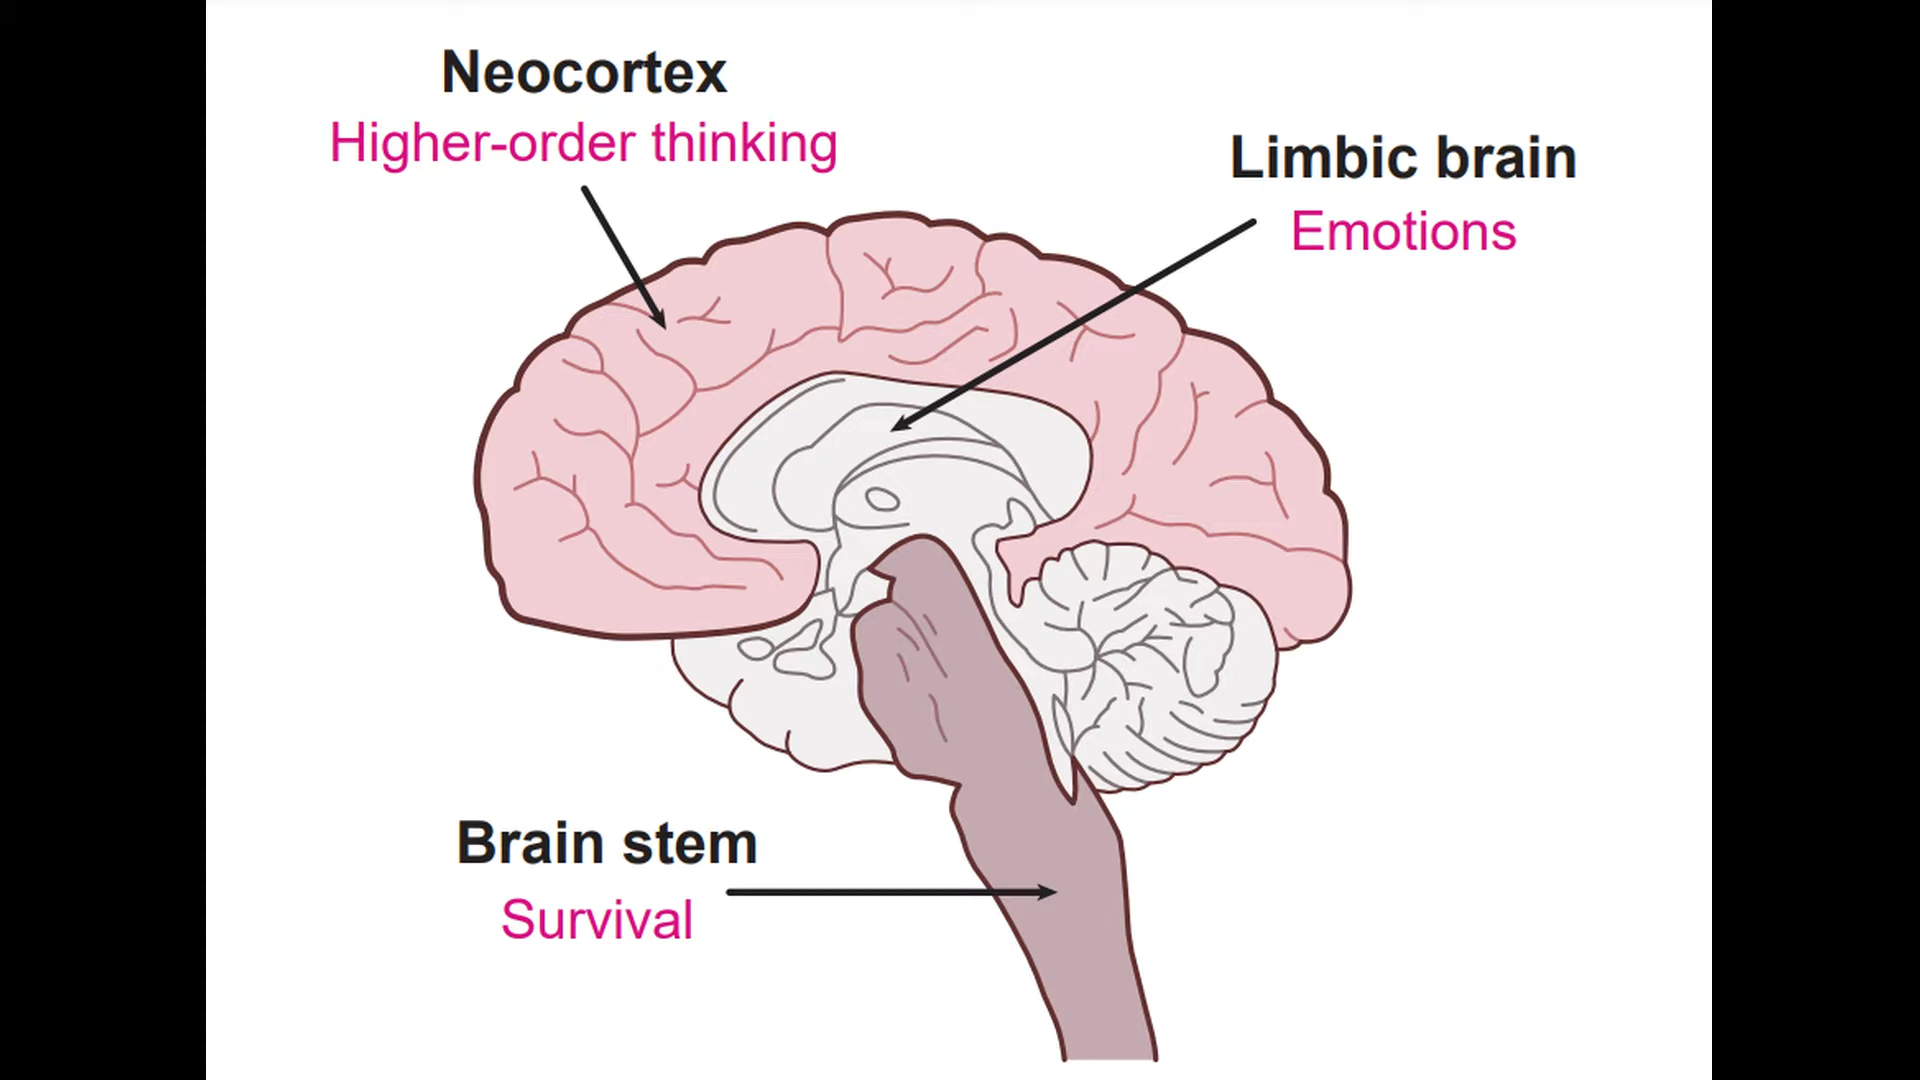 Neocortex
Higher-order thinking
Limbic brain
Emotions
Brain stem
Survival